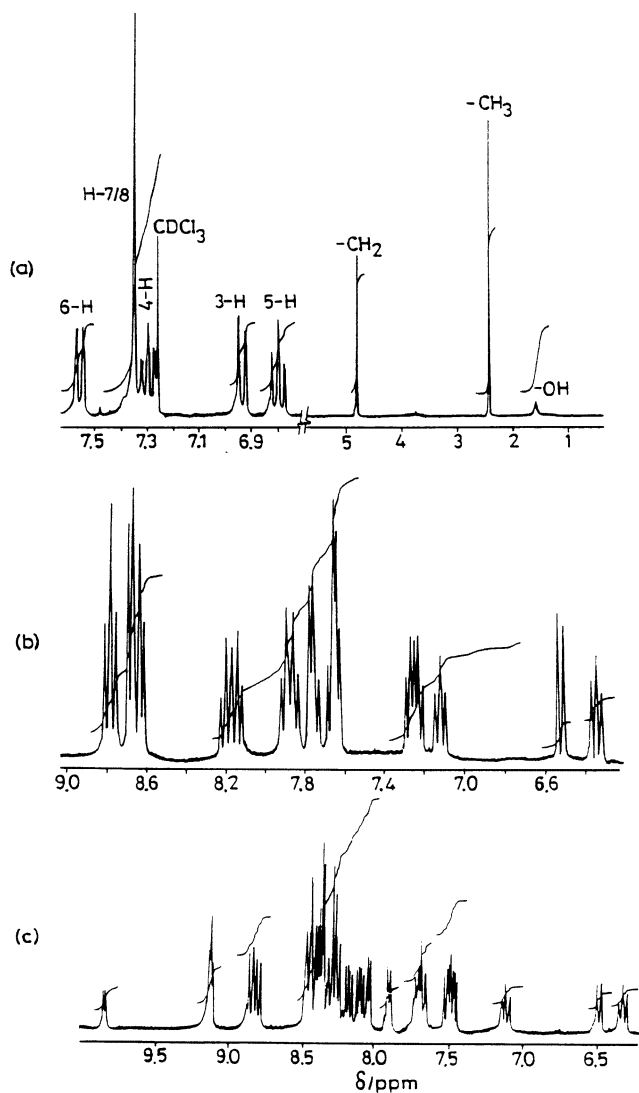 -CH3
H-7/8
CDCl3
-CH2
(a)
6-H
4-H
3-H
5-H
-OH
7.5 7.3 7.1 6.9 5 4 3 2 1
(b)
9.0 8.6 8.2 7.8 7.4 7.0 6.6
(c)
9.5 9.0 8.5 8.0 7.5 7.0 6.5
δ/ppm